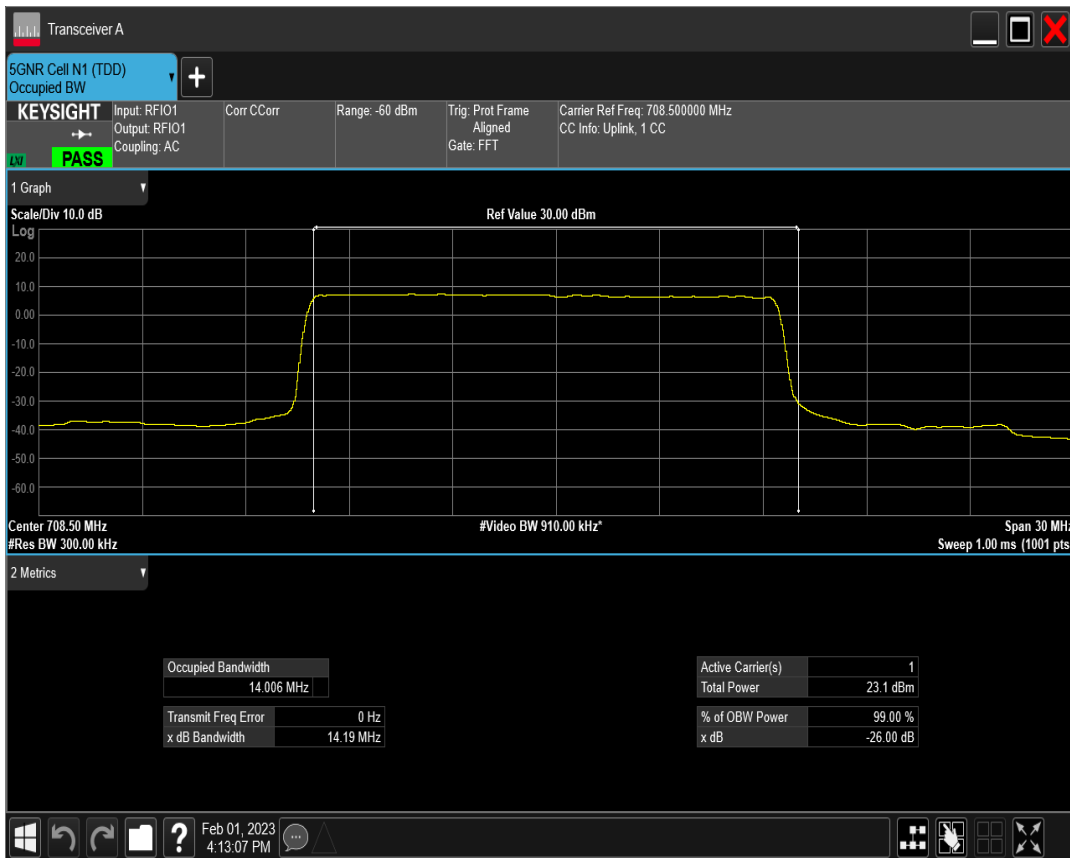 Transceiver A
5GNR Cell N1 (TDD)
Occupied BW
KEYSIGHT
LXI
PASS
Input: RFIO1
Output: RFIO1
Coupling: AC
Corr CCorr
Range: -60 dBm
Trig: Prot Frame
Aligned
Gate: FFT
Carrier Ref Freq: 708.500000 MHz
CC Info: Uplink, 1 CC
1 Graph
Scale/Div 10.0 dB
Ref Value 30.00 dBm
Log
20.0
10.0
0.00
-10.0
-20.0
-30.0
-40.0
-50.0
-60.0
Center 708.50 MHz
#Video BW 910.00 kHz*
Span 30 MHz
#Res BW 300.00 kHz
Sweep 1.00 ms (1001 pts
2 Metrics
Occupied Bandwidth
14.006 MHz
Transmit Freq Error 0 Hz
x dB Bandwidth 14.19 MHz
Active Carrier(s) 1
Total Power 23.1 dBm
% of OBW Power 99.00 %
x dB -26.00 dB
?
Feb 01, 2023
4:13:07 PM